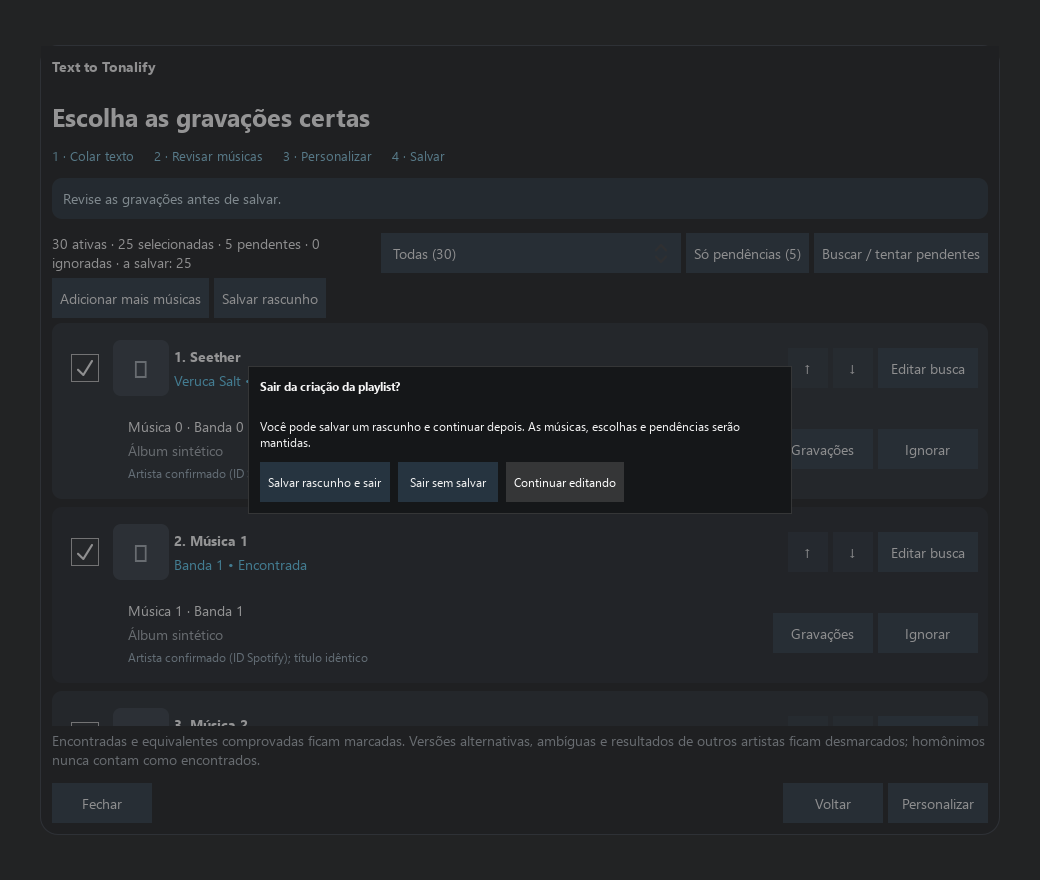 Text to Tonalify
Escolha as gravações certas
1 · Colar texto 2 · Revisar músicas 3 · Personalizar 4 · Salvar
Revise as gravações antes de salvar.
30 ativas · 25 selecionadas · 5 pendentes · 0
ignoradas · a salvar: 25
Todas (30)
Só pendências (5)
Buscar / tentar pendentes
Adicionar mais músicas
Salvar rascunho
1. Seether
Veruca Salt •
↑
↓
Editar busca
Música 0 · Banda 0
Álbum sintético
Artista confirmado (ID
Gravações
Ignorar
Sair da criação da playlist?
Você pode salvar um rascunho e continuar depois. As músicas, escolhas e pendências serão
mantidas.
Salvar rascunho e sair
Sair sem salvar
Continuar editando
2. Música 1
Banda 1 • Encontrada
↑
↓
Editar busca
Música 1 · Banda 1
Álbum sintético
Artista confirmado (ID Spotify); título idêntico
Gravações
Ignorar
3. Música 2
Encontradas e equivalentes comprovadas ficam marcadas. Versões alternativas, ambíguas e resultados de outros artistas ficam desmarcados; homônimos
nunca contam como encontrados.
Fechar
Voltar
Personalizar